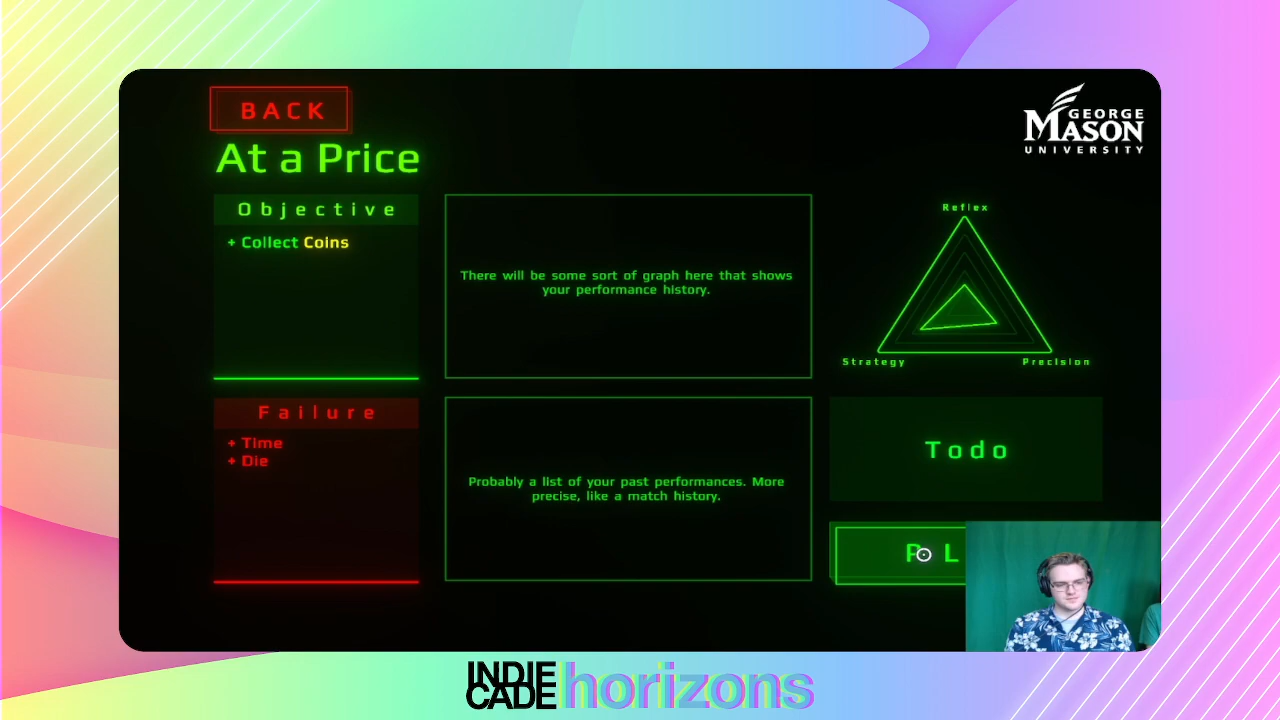 BACK
At a Price
GEORGE
MASON
UNIVERSITY
Objective
+ Collect Coins
There will be some sort of graph here that shows
your performance history.
Reflex
Strategy
Precision
Failure
+ Time
+ Die
Probably a list of your past performances. More
precise, like a match history.
Todo
PL
INDIE
CADE
horizons